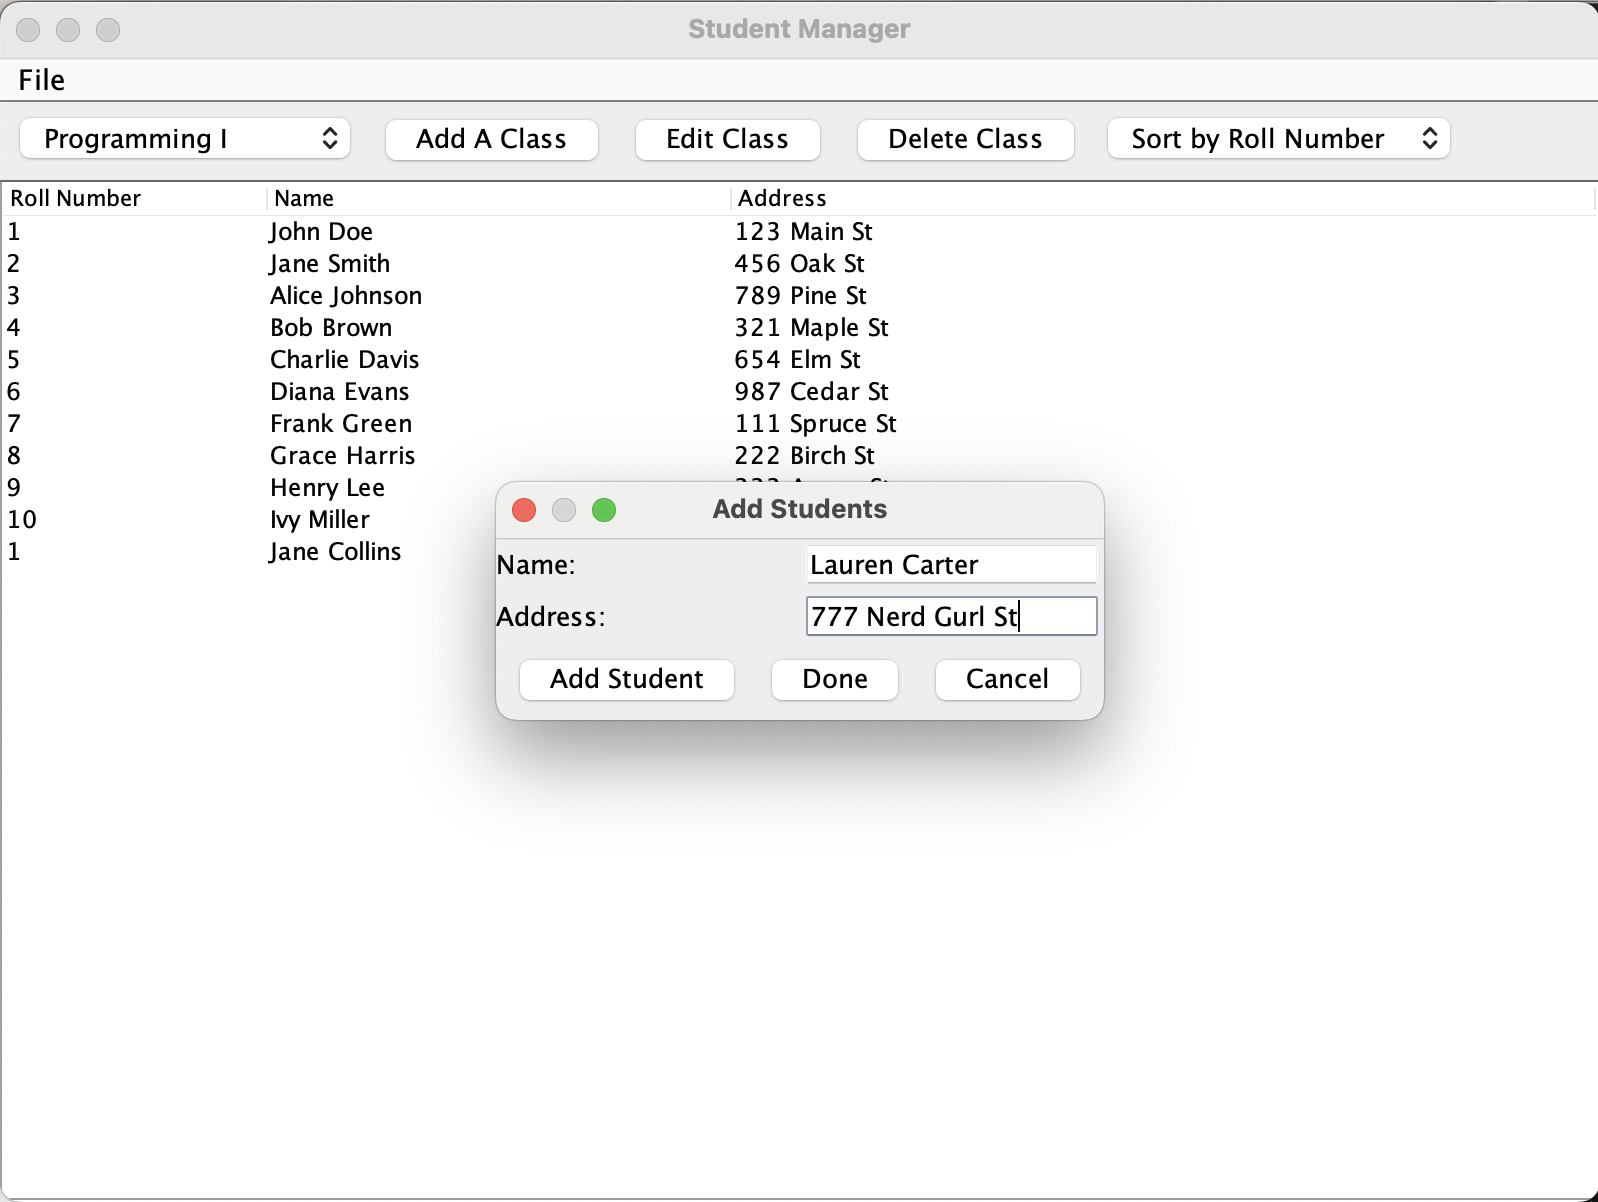 Student Manager
File
Programming I Add A Class Edit Class Delete Class Sort by Roll Number
Roll Number Name Address
1 John Doe 123 Main St
2 Jane Smith 456 Oak St
3 Alice Johnson 789 Pine St
4 Bob Brown 321 Maple St
5 Charlie Davis 654 Elm St
6 Diana Evans 987 Cedar St
7 Frank Green 111 Spruce St
8 Grace Harris 222 Birch St
9 Henry Lee
10 Ivy Miller
1 Jane Collins
Add Students
Name: Lauren Carter
Address: 777 Nerd Gurl St
Add Student Done Cancel